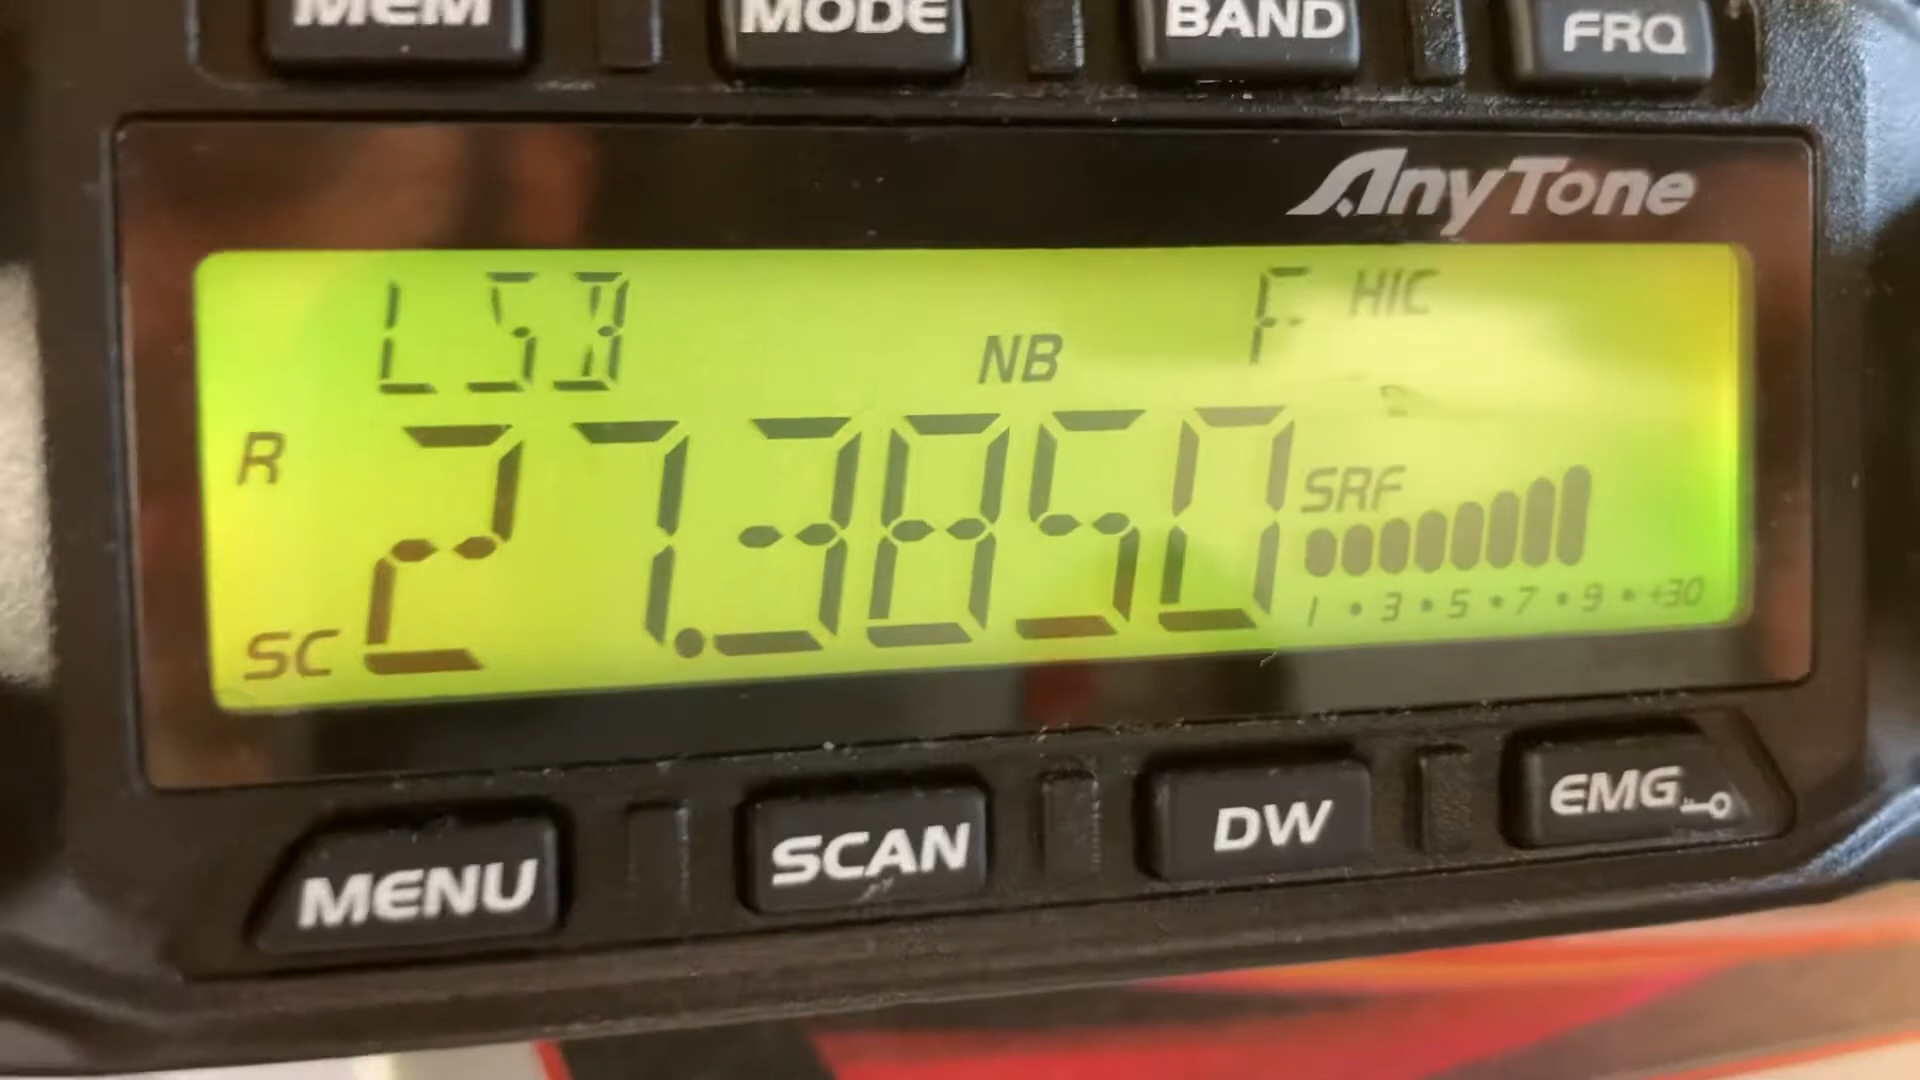 MEM MODE BAND FRQ
AnyTone
LSB F HIC
NB
R 27.3850 SRF
SC 1 • 3 • 5 • 7 • 9 • +30
MENU SCAN DW EMG